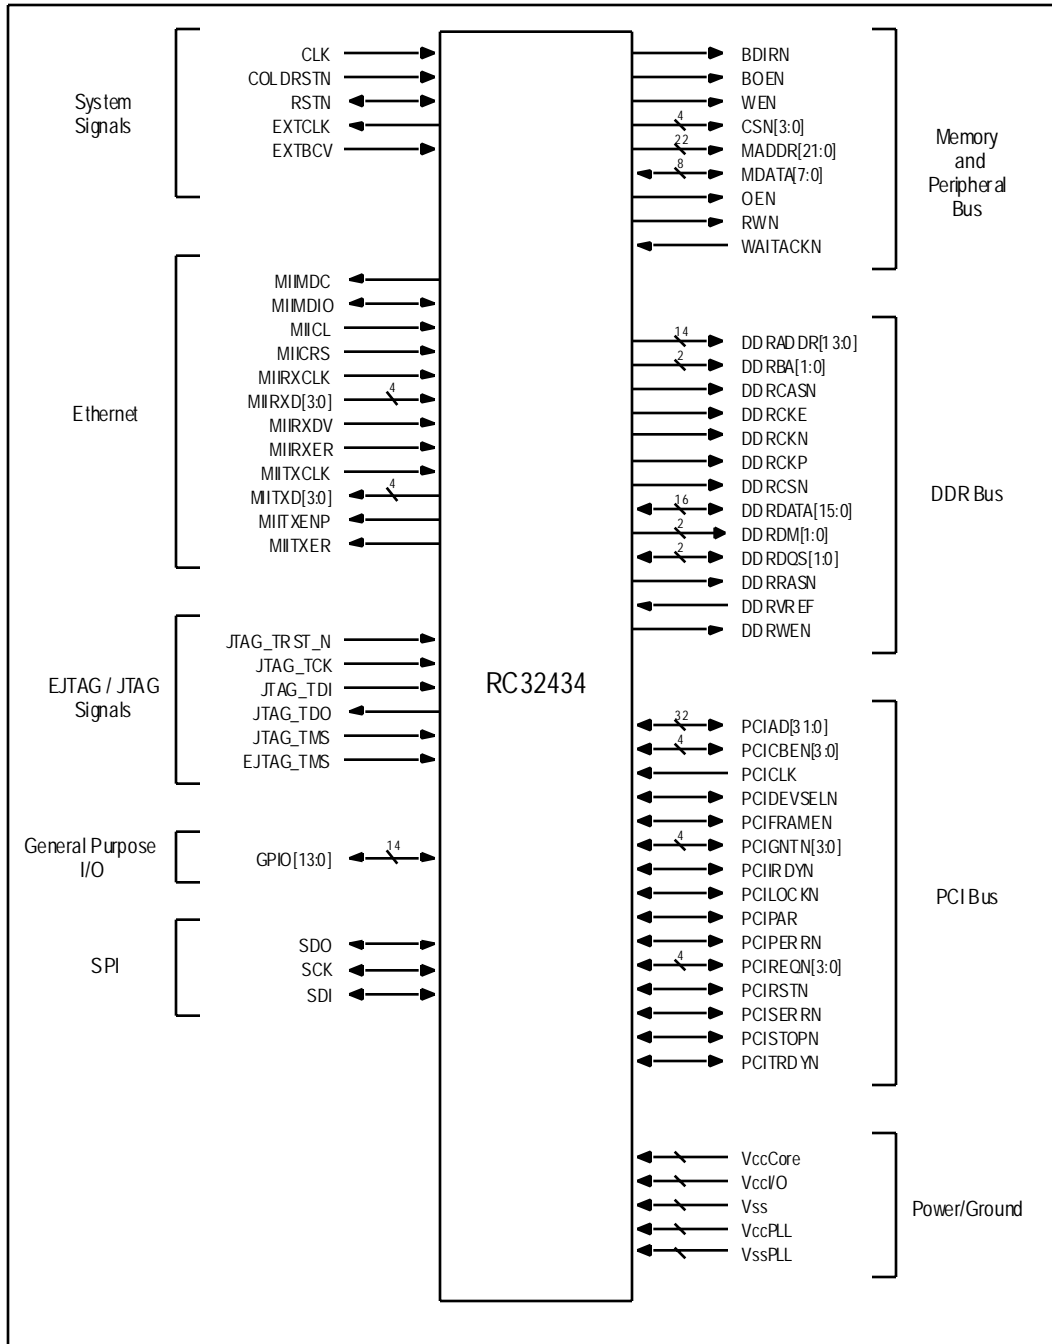 System
Signals
CLK
COLDRSTN
RSTN
EXTCLK
EXTBCV
Ethernet
MIIMDC
MIIMDIO
MIICL
MIICRS
MIIRXCLK
MIIRXD[3:0]
4
MIIRXDV
MIIRXER
MIITXCLK
MIITXD[3:0]
4
MIITXENP
MIITXER
EJTAG / JTAG
Signals
JTAG_TRST_N
JTAG_TCK
JTAG_TDI
JTAG_TDO
JTAG_TMS
EJTAG_TMS
General Purpose
I/O
GPIO[13:0]
14
SPI
SDO
SCK
SDI
RC32434
BDIRN
BOEN
WEN
4
CSN[3:0]
22
MADDR[21:0]
8
MDATA[7:0]
OEN
RWN
WAITACKN
Memory
and
Peripheral
Bus
14
DDRADDR[13:0]
2
DDRBA[1:0]
DDRCASN
DDRCKE
DDRCKN
DDRCKP
DDRCSN
16
DDRDATA[15:0]
2
DDRDM[1:0]
2
DDRDQS[1:0]
DDRRASN
DDRVREF
DDRWEN
DDR Bus
32
PCIAD[31:0]
4
PCICBEN[3:0]
PCICLK
PCIDEVSELN
PCIFRAMEN
4
PCIGNTN[3:0]
PCIIRDYN
PCILOCKN
PCIPAR
PCIPERRN
4
PCIREQN[3:0]
PCIRSTN
PCISERRN
PCISTOPN
PCITRDYN
PCI Bus
VccCore
VccI/O
Vss
VccPLL
VssPLL
Power/Ground